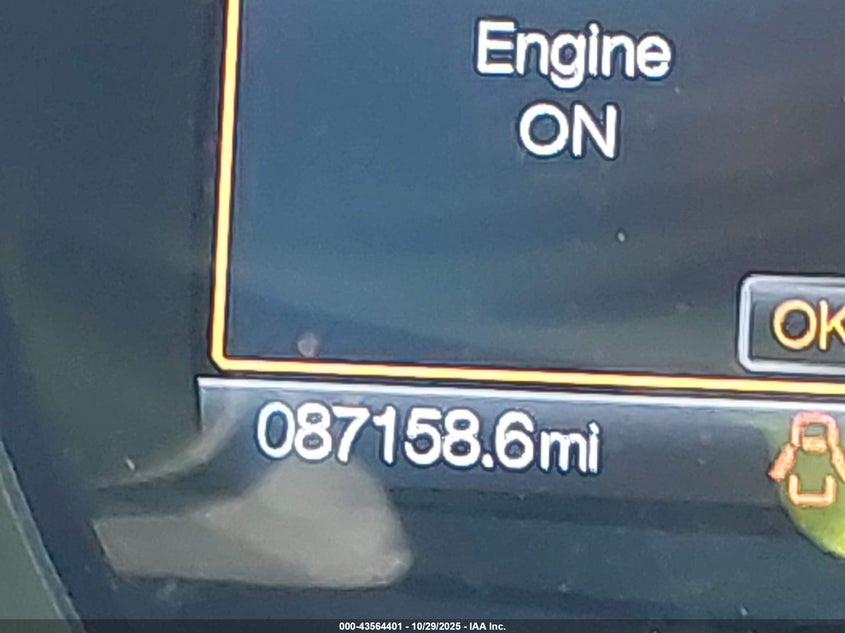 Engine
ON
OK
087158.6mi
000-43564401 - 10/29/2025 - IAA Inc.